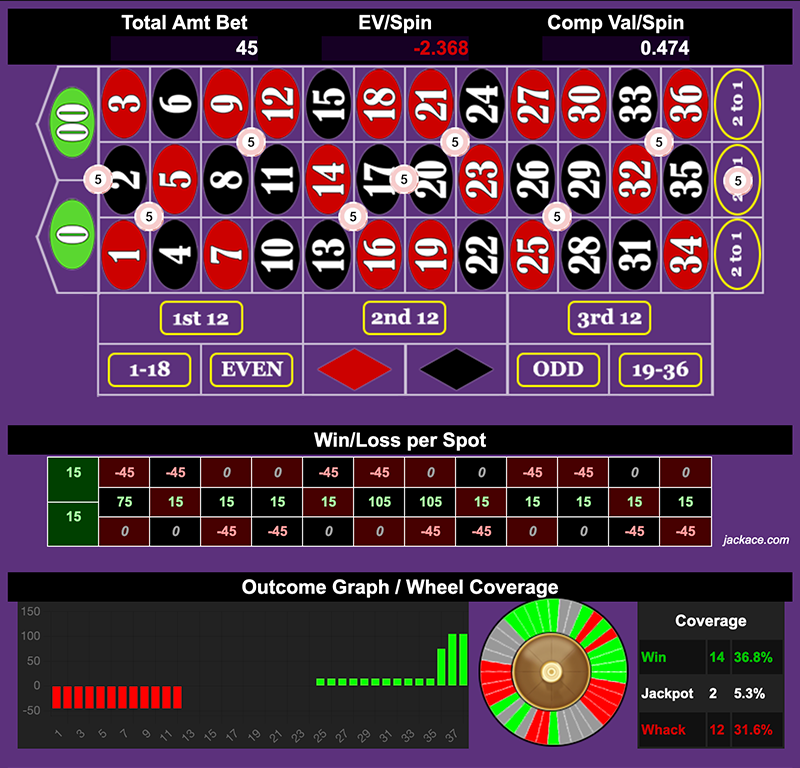 Total Amt Bet EV/Spin Comp Val/Spin
45 -2.368 0.474
00 3 6 9 12 15 18 21 24 27 30 33 36 2 to 1
5 5 5
0 2 5 8 11 14 17 20 23 26 29 32 35 2 1
5 5 5
5 5 5
1 4 7 10 13 16 19 22 25 28 31 34 2 to 1
1st 12 2nd 12 3rd 12
1-18 EVEN ODD 19-36
Win/Loss per Spot
15 -45 -45 0 0 -45 -45 0 0 -45 -45 0 0
75 15 15 15 15 105 105 15 15 15 15 15
15 0 0 -45 -45 0 0 -45 -45 0 0 -45 -45
jackace.com
Outcome Graph / Wheel Coverage
150
100
50
0
-50
1 3 5 7 9 11 13 15 17 19 21 23 25 27 29 31 33 35 37
Coverage
Win 14 36.8%
Jackpot 2 5.3%
Whack 12 31.6%